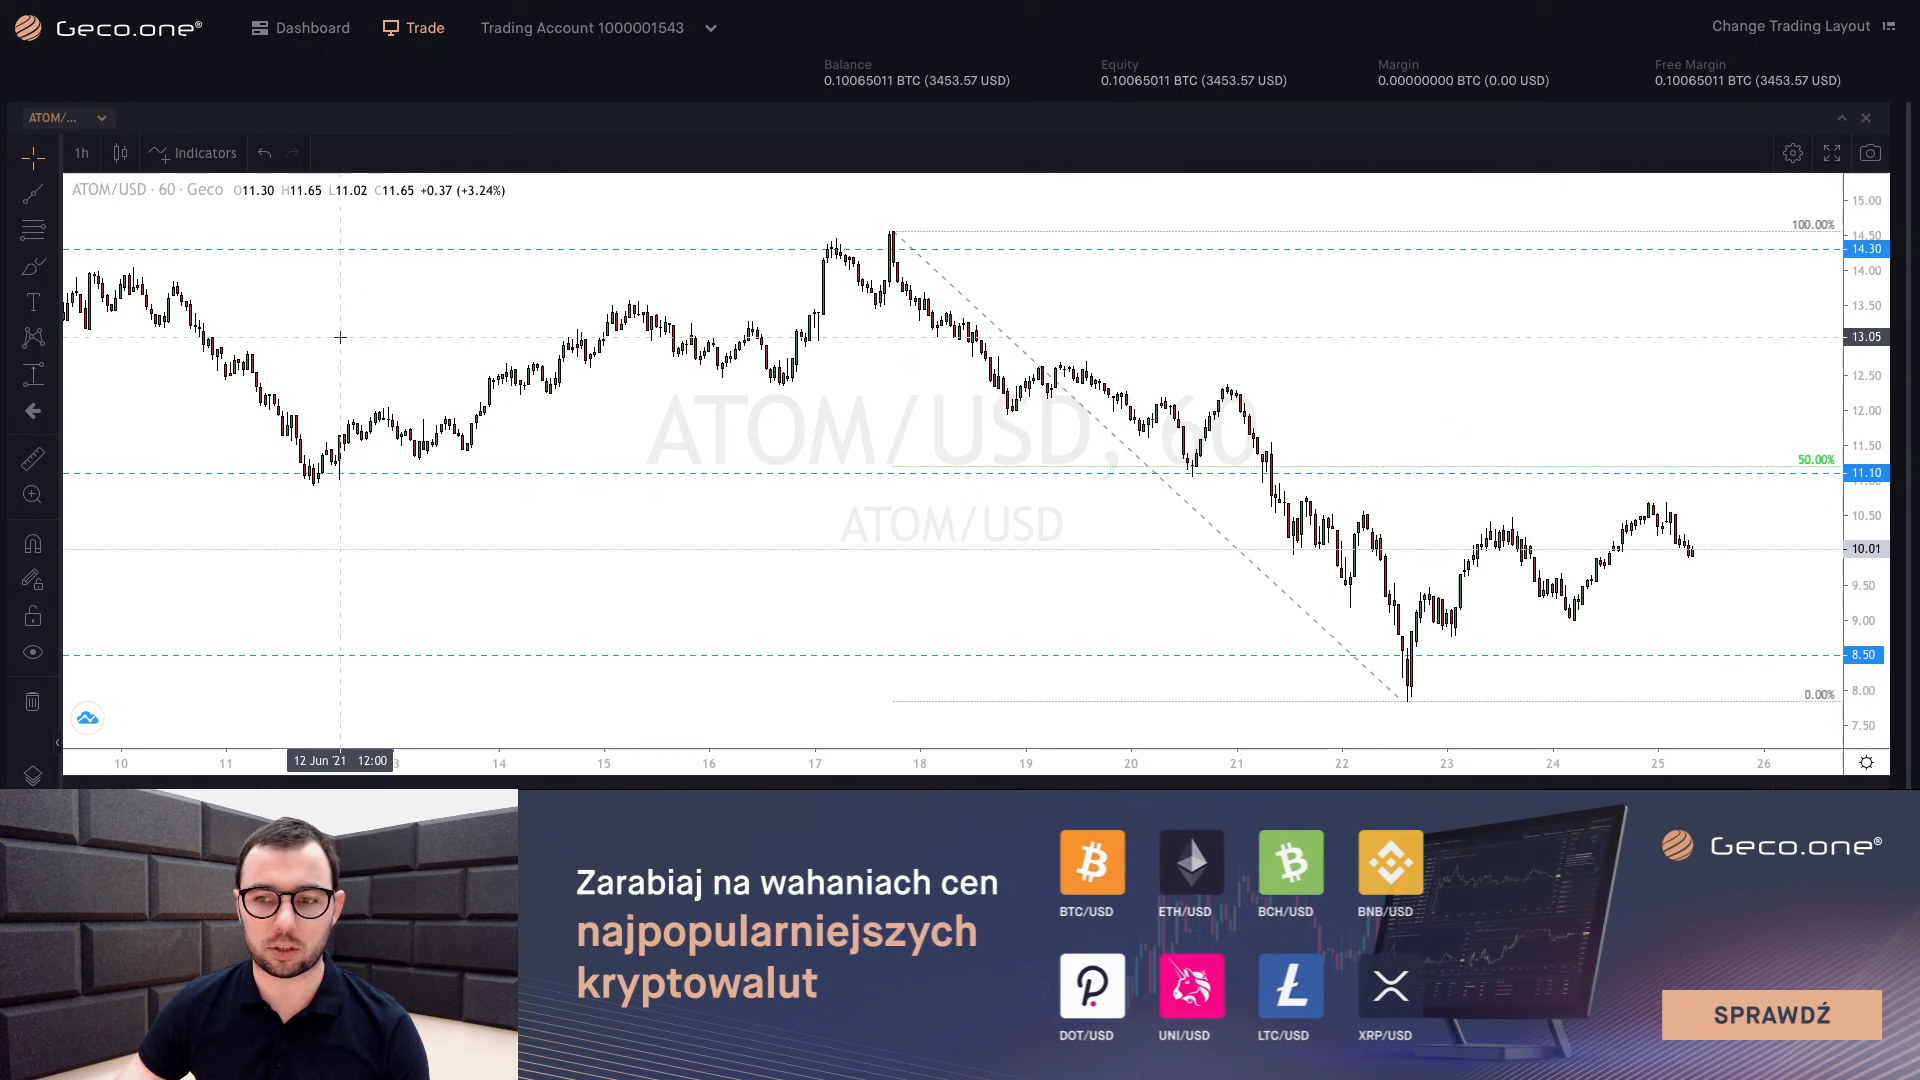 Geco.one®
Dashboard
Trade
Trading Account 1000001543
Change Trading Layout
Balance
0.10065011 BTC (3453.57 USD)
Equity
0.10065011 BTC (3453.57 USD)
Margin
0.00000000 BTC (0.00 USD)
Free Margin
0.10065011 BTC (3453.57 USD)
ATOM/...
1h
Indicators
ATOM/USD · 60 · Geco O11.30 H11.65 L11.02 C11.65 +0.37 (+3.24%)
ATOM/USD, 60
ATOM/USD
100.00%
50.00%
0.00%
15.00
14.50
14.30
14.00
13.50
13.05
12.50
12.00
11.50
11.10
11.00
10.50
10.01
9.50
9.00
8.50
8.00
7.50
10
11
12 Jun '21 12:00
3
14
15
16
17
18
19
20
21
22
23
24
25
26
Zarabiaj na wahaniach cen
najpopularniejszych
kryptowalut
BTC/USD
ETH/USD
BCH/USD
BNB/USD
DOT/USD
UNI/USD
LTC/USD
XRP/USD
Geco.one®
SPRAWDŹ